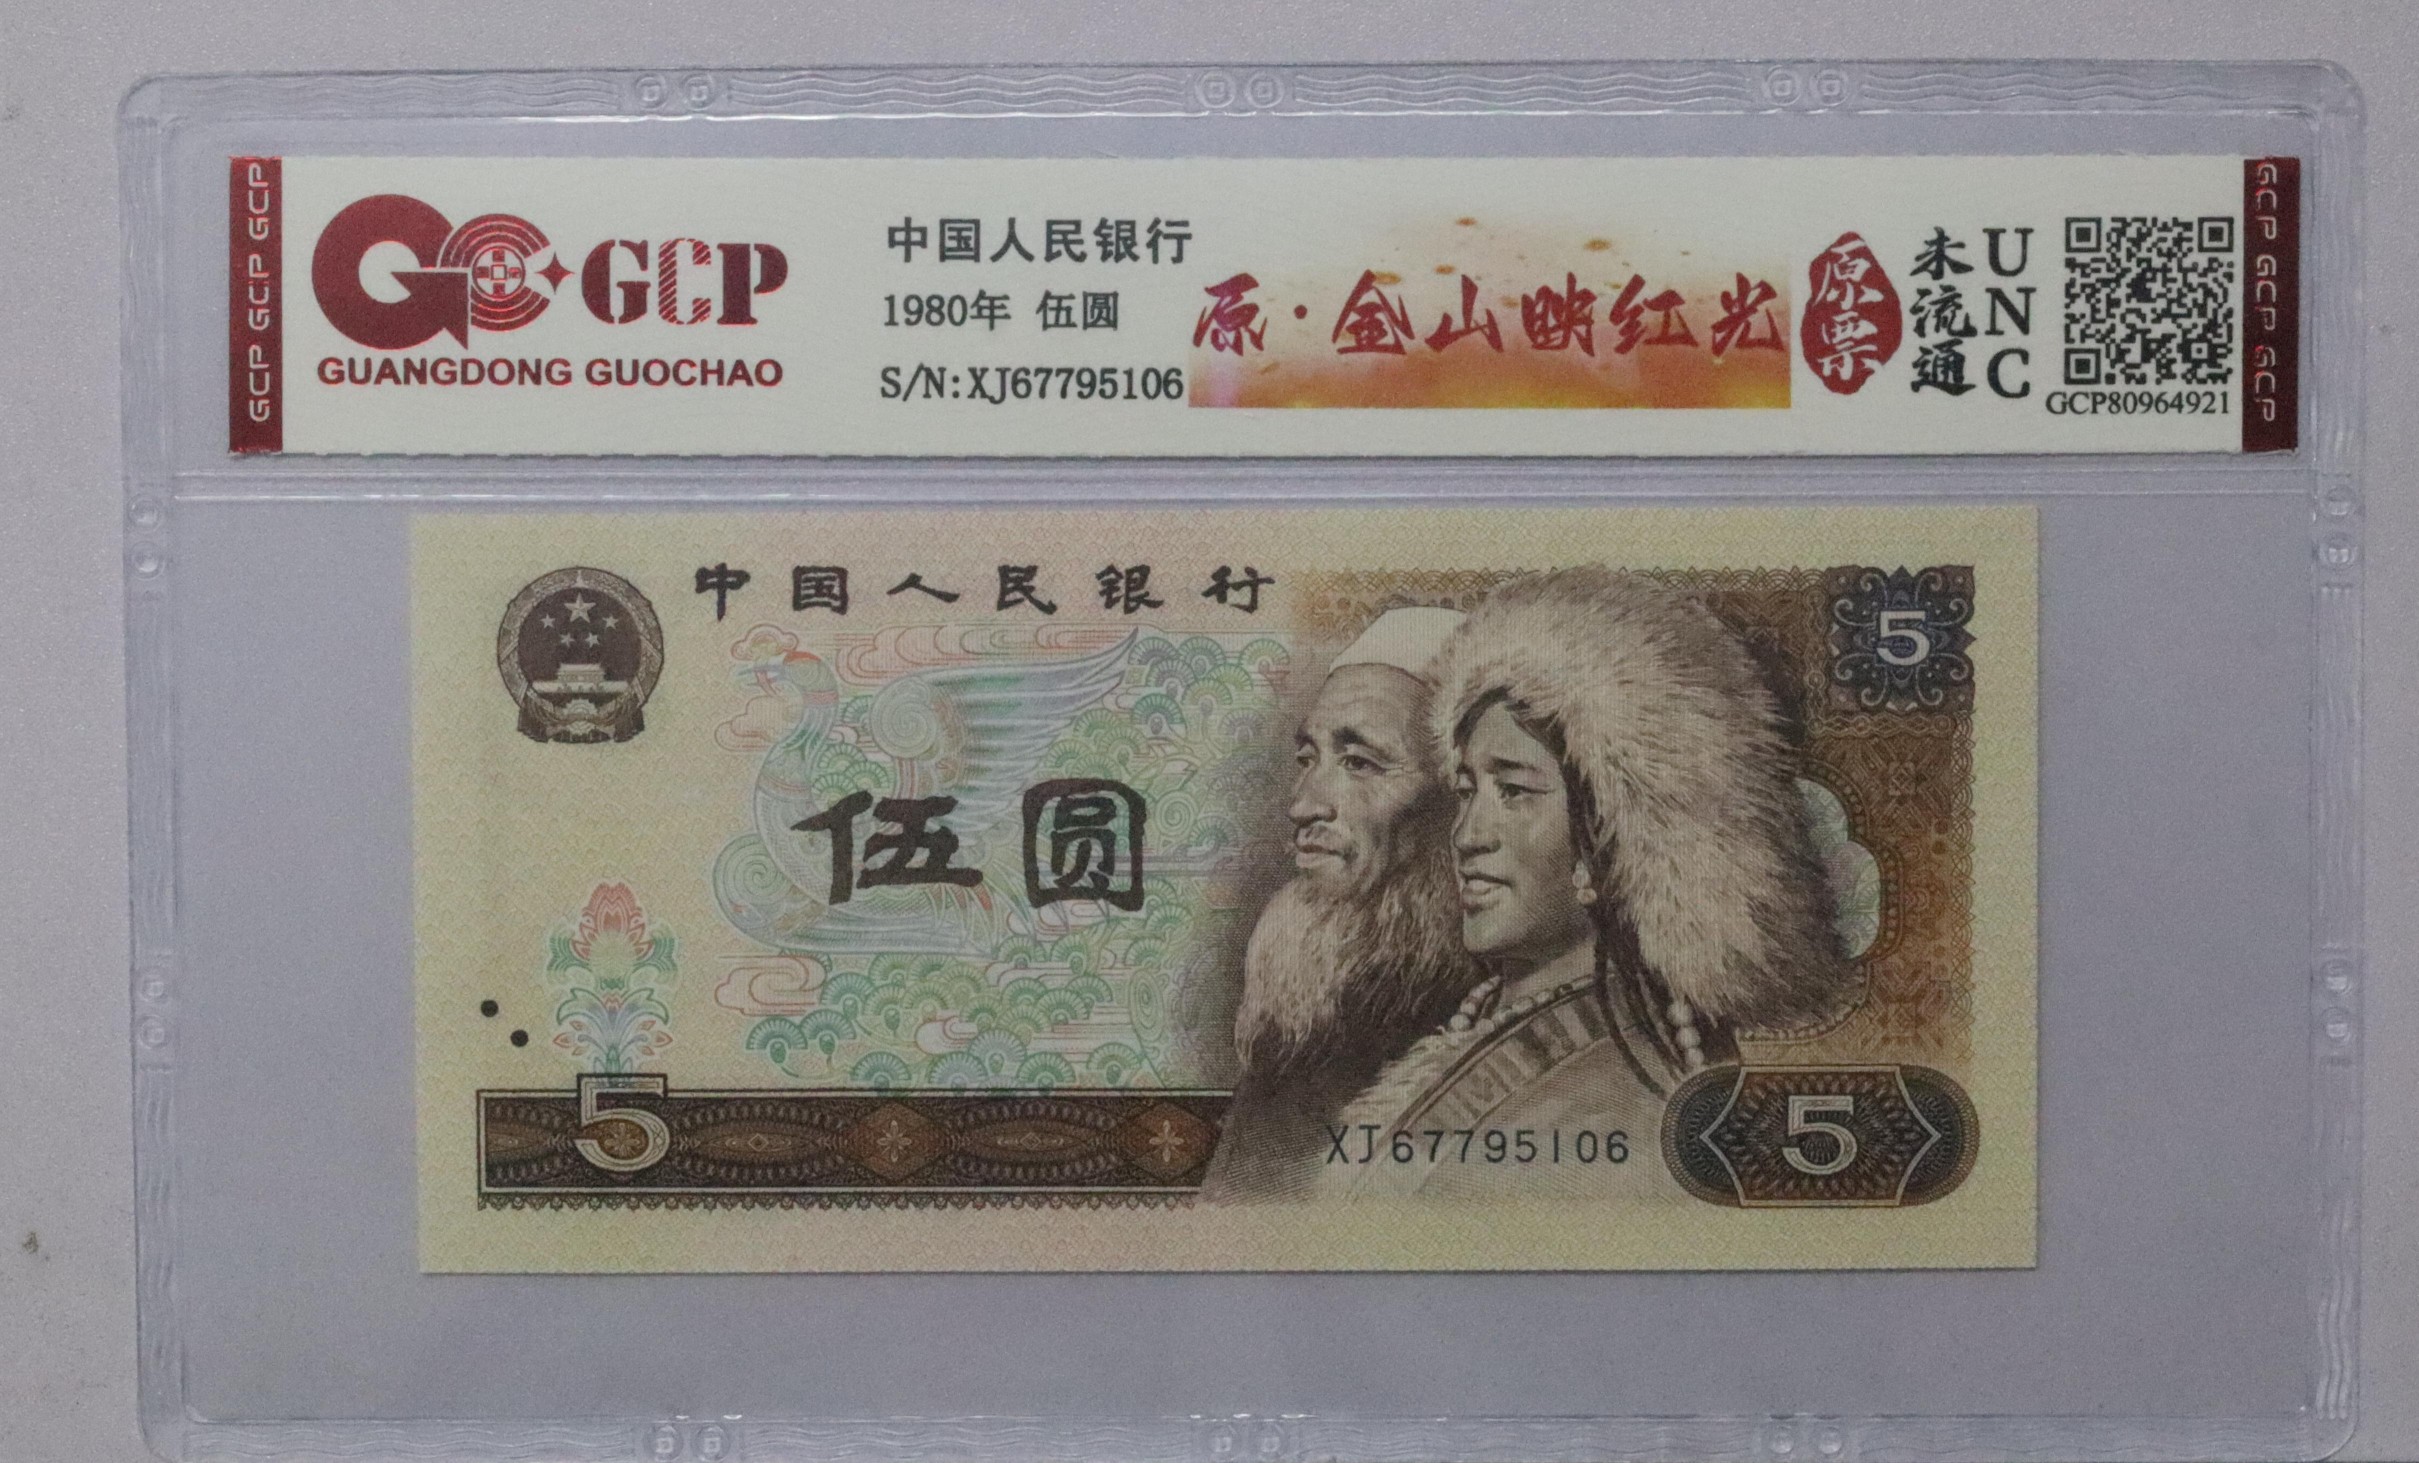 GCP GCP GCP
GCP
GUANGDONG GUOCHAO
中国人民银行
1980年 伍圆
S/N:XJ67795106
原·金山映红光
原票
未流通
UNC
GCP80964921
GCP GCP GCP
中国人民银行
5
伍圆
5
XJ67795106
5